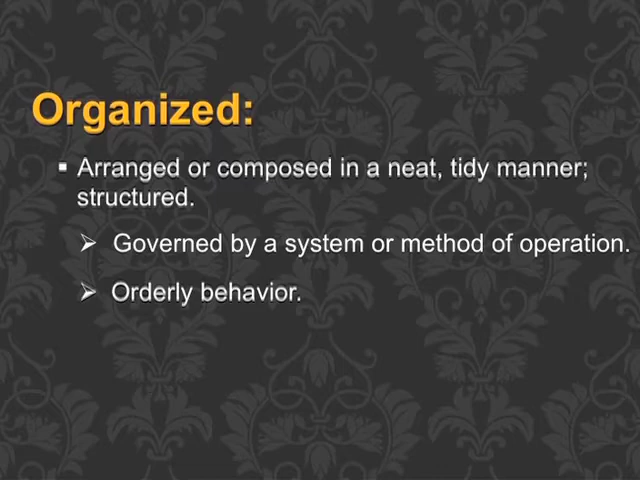 Organized:
▪ Arranged or composed in a neat, tidy manner;
structured.
➢ Governed by a system or method of operation.
➢ Orderly behavior.